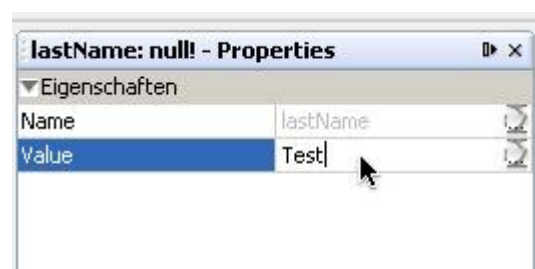 lastName: null! - Properties
Eigenschaften
Name lastName
Value Test